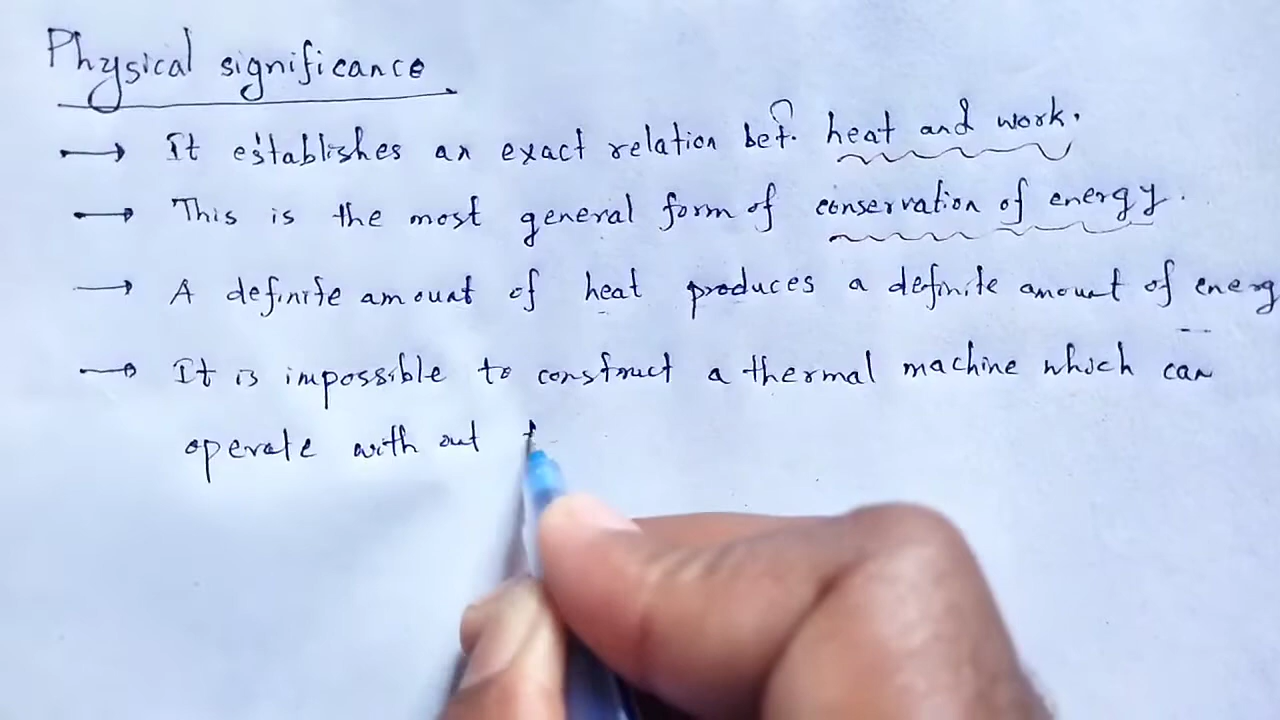 Physical significance
→ It establishes an exact relation betⁿ. heat and work.
→ This is the most general form of conservation of energy.
→ A definite amount of heat produces a definite amount of energ
→ It is impossible to construct a thermal machine which can
operate with out